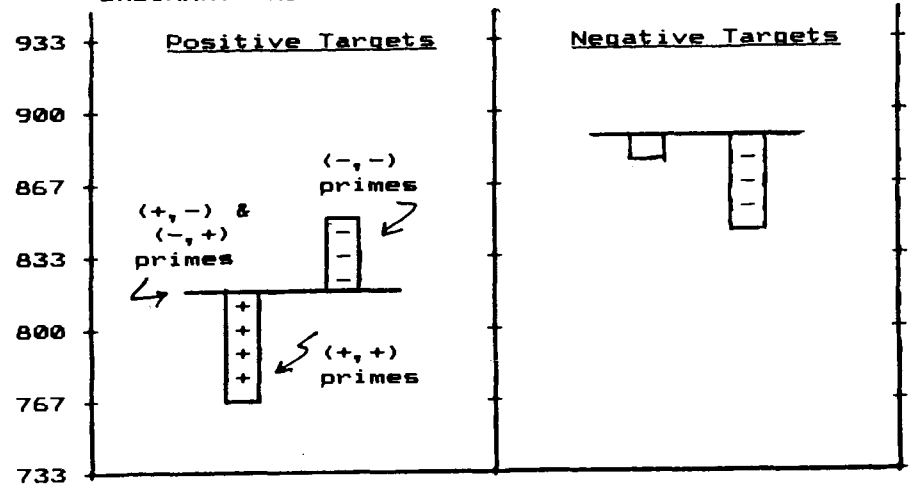 933
Positive Targets
Negative Targets
900
867
(-,-)
primes
(+,-) &
(-,+)
primes
833
- - -
- - -
800
+ + + +
(+,+)
primes
767
733